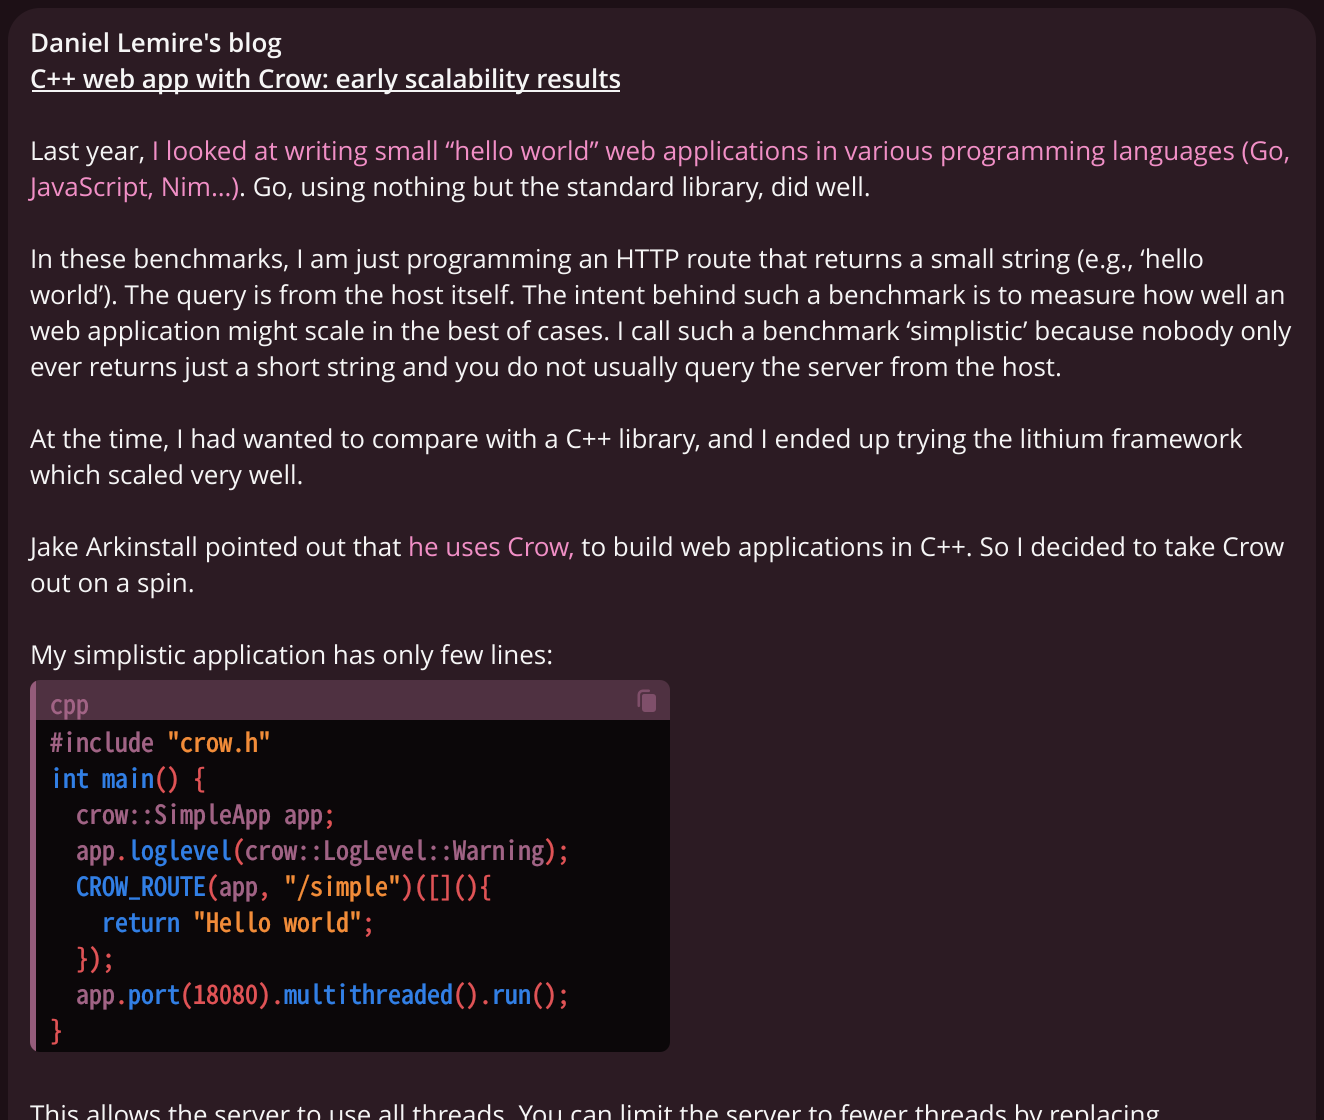 Daniel Lemire's blog
C++ web app with Crow: early scalability results
Last year, I looked at writing small “hello world” web applications in various programming languages (Go,
JavaScript, Nim…). Go, using nothing but the standard library, did well.
In these benchmarks, I am just programming an HTTP route that returns a small string (e.g., ‘hello
world’). The query is from the host itself. The intent behind such a benchmark is to measure how well an
web application might scale in the best of cases. I call such a benchmark ‘simplistic’ because nobody only
ever returns just a short string and you do not usually query the server from the host.
At the time, I had wanted to compare with a C++ library, and I ended up trying the lithium framework
which scaled very well.
Jake Arkinstall pointed out that he uses Crow, to build web applications in C++. So I decided to take Crow
out on a spin.
My simplistic application has only few lines:
cpp
#include "crow.h"
int main() {
  crow::SimpleApp app;
  app.loglevel(crow::LogLevel::Warning);
  CROW_ROUTE(app, "/simple")([](){
    return "Hello world";
  });
  app.port(18080).multithreaded().run();
}
This allows the server to use all threads. You can limit the server to fewer threads by replacing